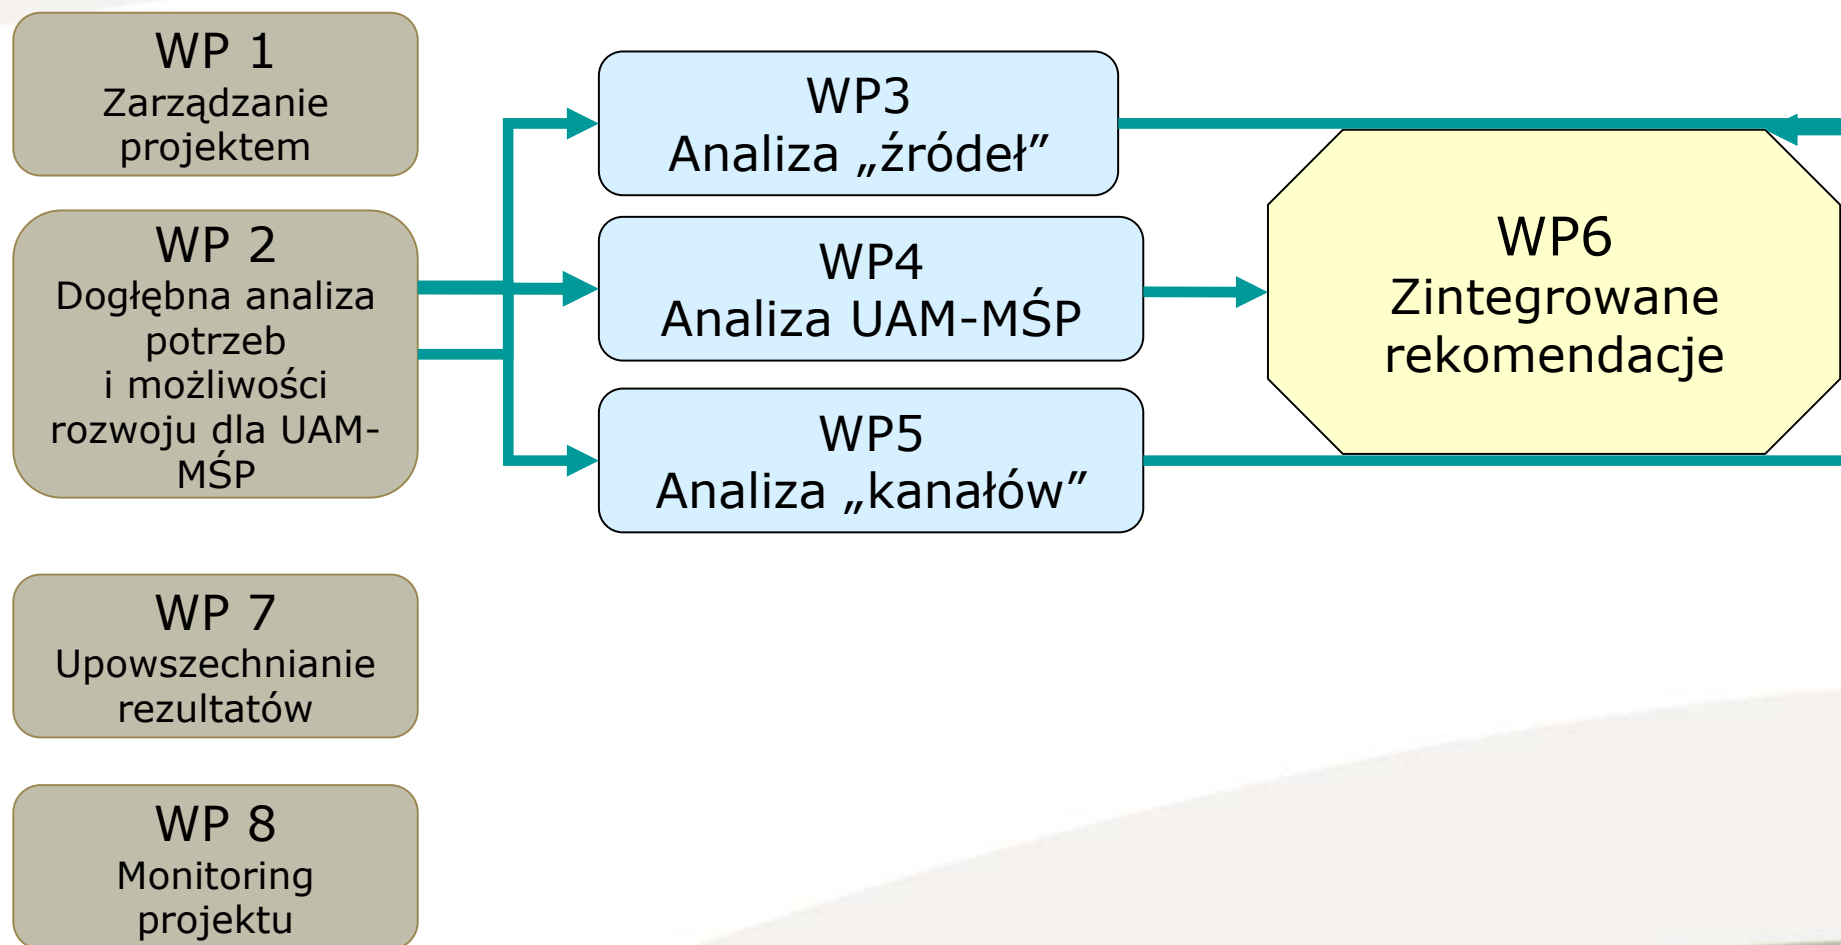 WP 1
Zarządzanie
projektem
WP 2
Dogłębna analiza
potrzeb
i możliwości
rozwoju dla UAM-
MŚP
WP 7
Upowszechnianie
rezultatów
WP 8
Monitoring
projektu
WP3
Analiza „źródeł”
WP4
Analiza UAM-MŚP
WP5
Analiza „kanałów”
WP6
Zintegrowane
rekomendacje